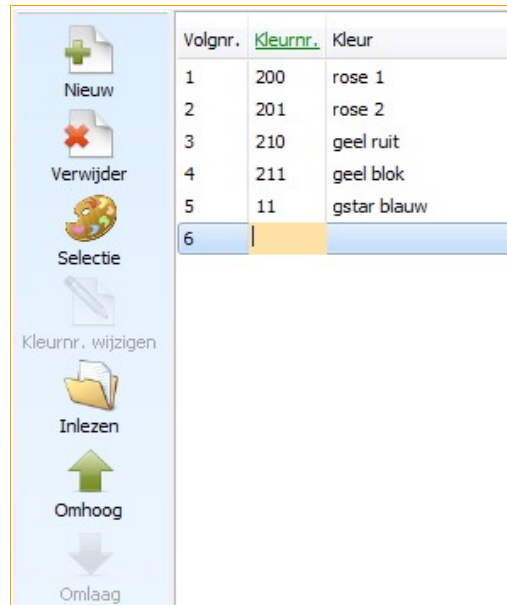 Nieuw
Verwijder
Selectie
Kleurnr. wijzigen
Inlezen
Omhoog
Omlaag
Volgnr. Kleurnr. Kleur
1 200 rose 1
2 201 rose 2
3 210 geel ruit
4 211 geel blok
5 11 gstar blauw
6